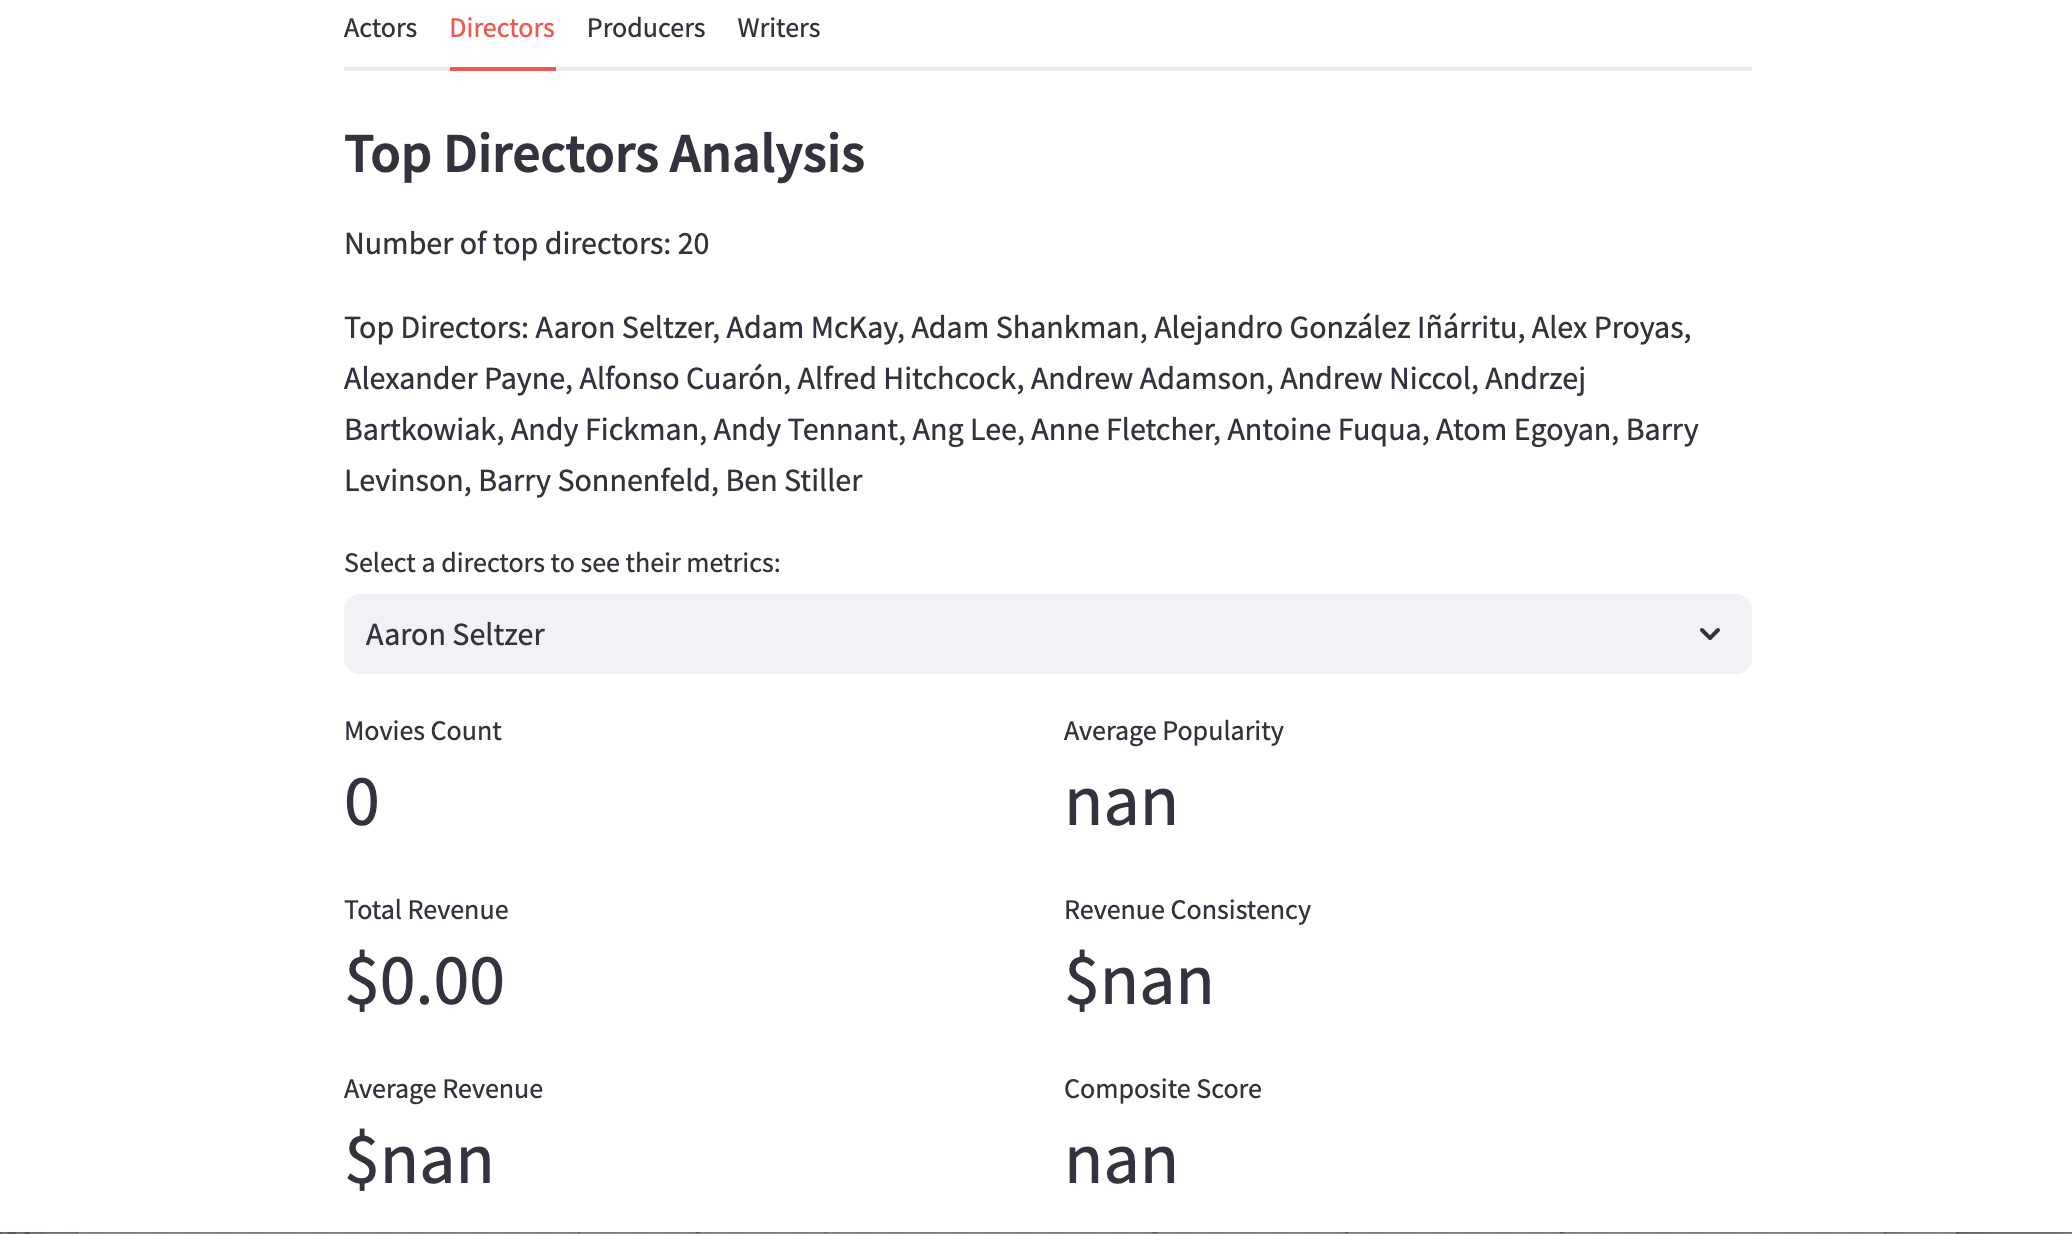 Actors Directors Producers Writers
Top Directors Analysis
Number of top directors: 20
Top Directors: Aaron Seltzer, Adam McKay, Adam Shankman, Alejandro González Iñárritu, Alex Proyas,
Alexander Payne, Alfonso Cuarón, Alfred Hitchcock, Andrew Adamson, Andrew Niccol, Andrzej
Bartkowiak, Andy Fickman, Andy Tennant, Ang Lee, Anne Fletcher, Antoine Fuqua, Atom Egoyan, Barry
Levinson, Barry Sonnenfeld, Ben Stiller
Select a directors to see their metrics:
Aaron Seltzer
Movies Count
0
Average Popularity
nan
Total Revenue
$0.00
Revenue Consistency
$nan
Average Revenue
$nan
Composite Score
nan